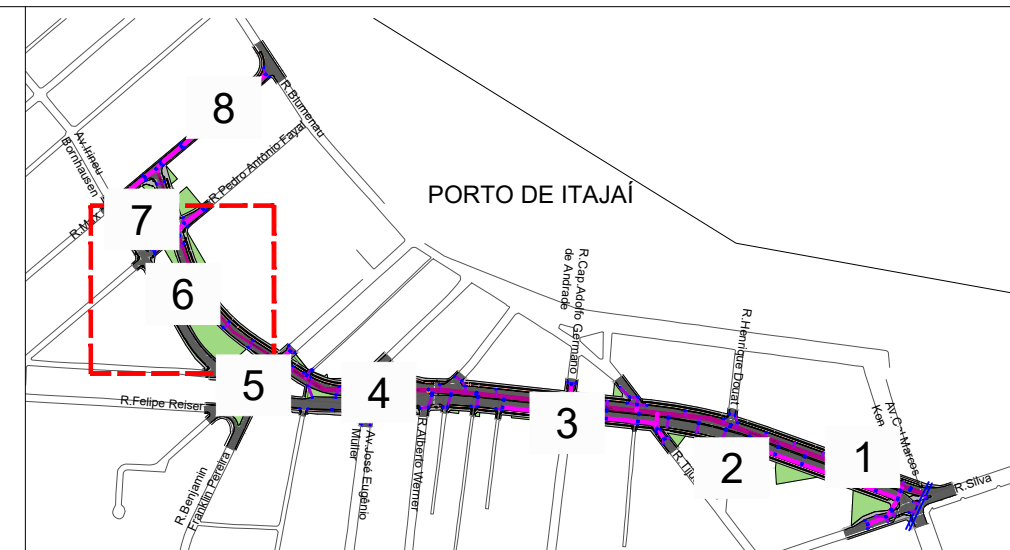 8
R.Blumenau
Av.Irineu
Bornhausen
R.Pedro Antônio Fayal
PORTO DE ITAJAÍ
7
6
R.Cap.Adolfo Germano
de Andrade
R.Henrique Douat
5
4
3
R.Felipe Reiser
Av.José Eugênio
Muller
R.Alberto Werner
2
1
Av.C
Marcos
Kon
R.Silva
R.Benjamin
Franklin Pereira